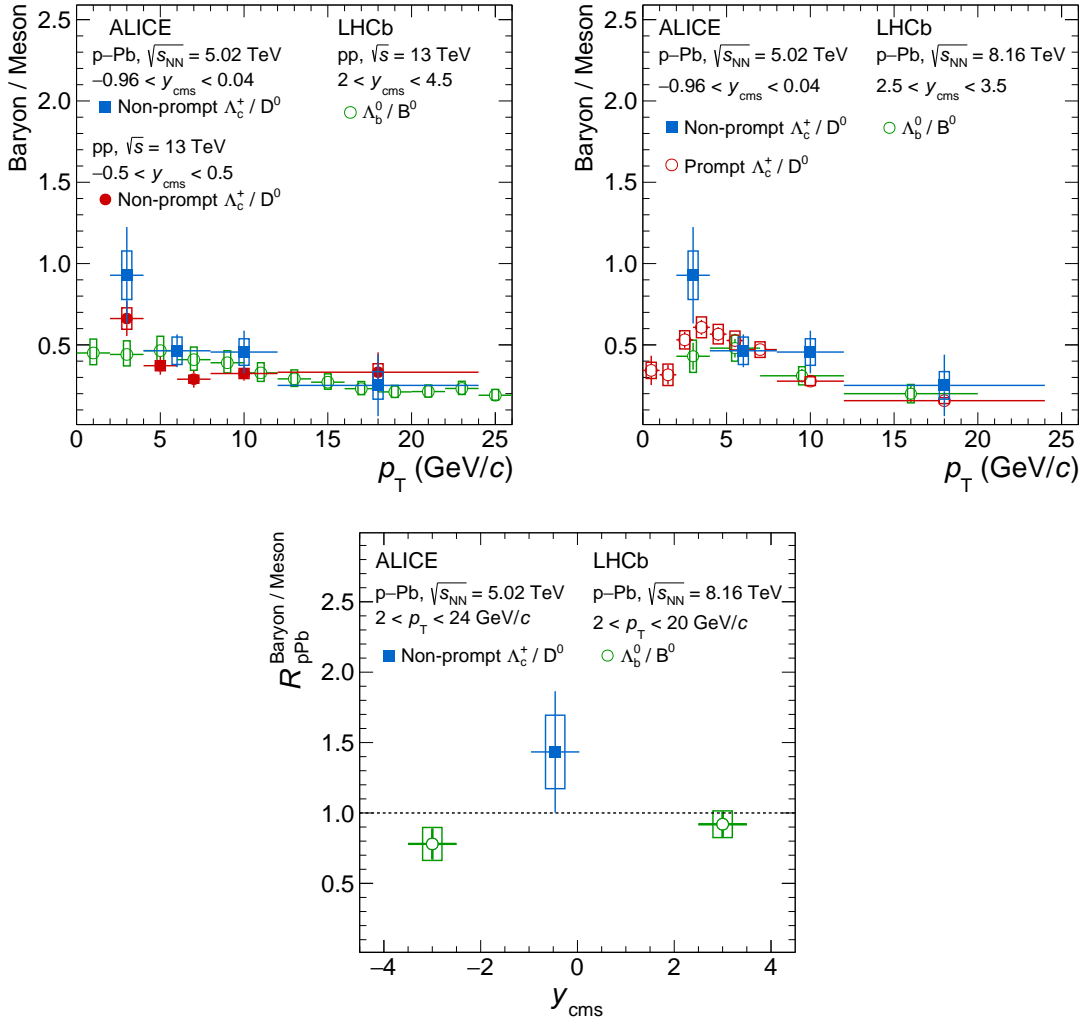 ALICE LHCb
p–Pb, √sNN = 5.02 TeV pp, √s = 13 TeV
–0.96 < ycms < 0.04 2 < ycms < 4.5
Non-prompt Λc+ / D0 Λb0 / B0
pp, √s = 13 TeV
–0.5 < ycms < 0.5
Non-prompt Λc+ / D0
Baryon / Meson
2.5
2.0
1.5
1.0
0.5
0 5 10 15 20 25
pT (GeV/c)
ALICE LHCb
p–Pb, √sNN = 5.02 TeV p–Pb, √sNN = 8.16 TeV
–0.96 < ycms < 0.04 2.5 < ycms < 3.5
Non-prompt Λc+ / D0 Λb0 / B0
Prompt Λc+ / D0
Baryon / Meson
2.5
2.0
1.5
1.0
0.5
0 5 10 15 20 25
pT (GeV/c)
ALICE LHCb
p–Pb, √sNN = 5.02 TeV p–Pb, √sNN = 8.16 TeV
2 < pT < 24 GeV/c 2 < pT < 20 GeV/c
Non-prompt Λc+ / D0 Λb0 / B0
RpPb Baryon / Meson
2.5
2.0
1.5
1.0
0.5
–4 –2 0 2 4
ycms